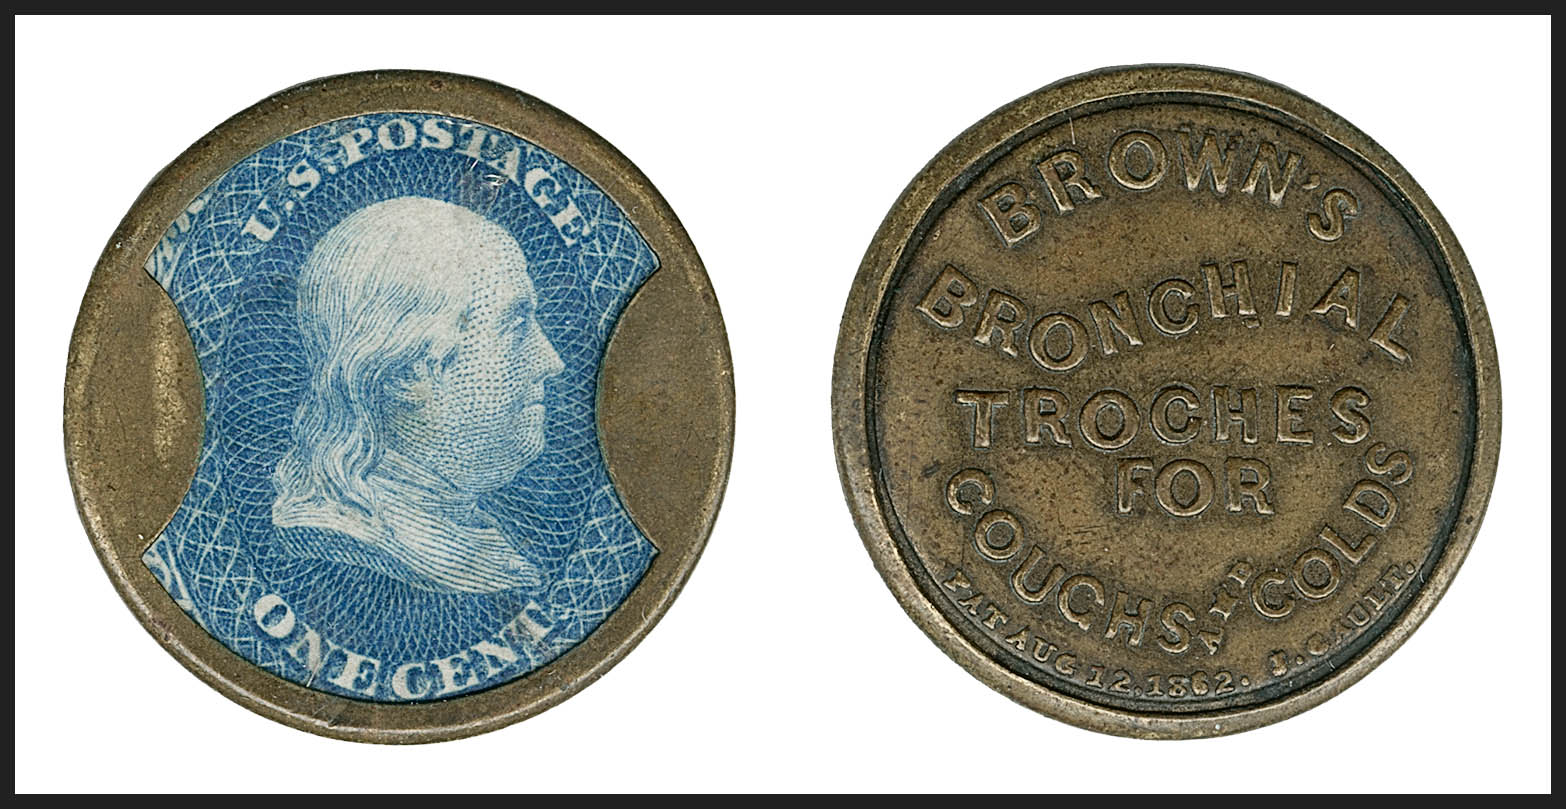 U.S. POSTAGE
ONE CENT
BROWN'S
BRONCHIAL
TROCHES
FOR
COUGHS AND COLDS
PAT AUG 12, 1862. J. GAULT.